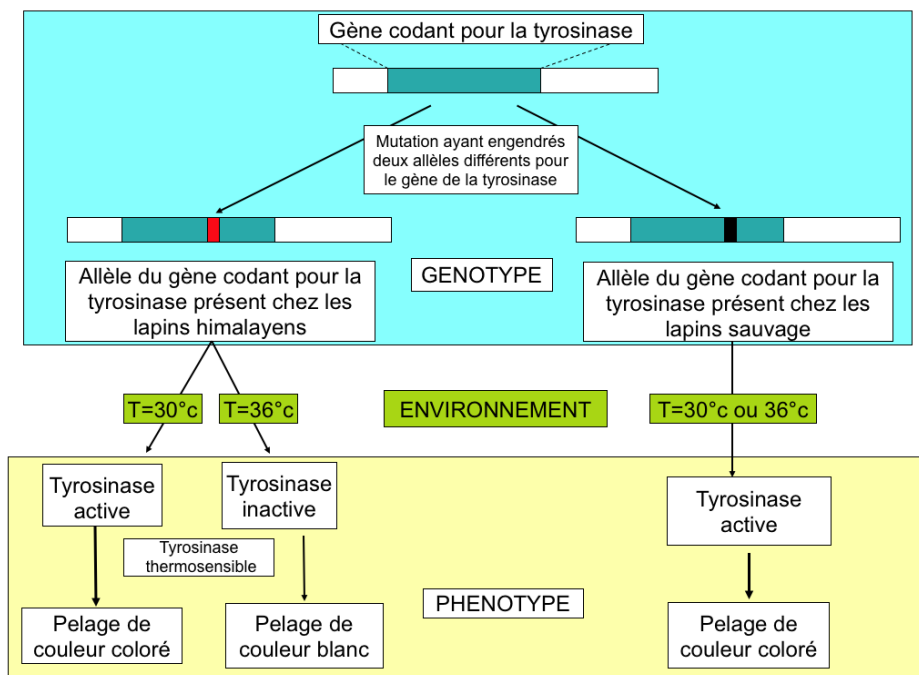 Gène codant pour la tyrosinase
Mutation ayant engendrés
deux allèles différents pour
le gène de la tyrosinase
Allèle du gène codant pour la
tyrosinase présent chez les
lapins himalayens
GENOTYPE
Allèle du gène codant pour la
tyrosinase présent chez les
lapins sauvage
T=30°c
T=36°c
ENVIRONNEMENT
T=30°c ou 36°c
Tyrosinase
active
Tyrosinase
inactive
Tyrosinase
active
Tyrosinase
thermosensible
PHENOTYPE
Pelage de
couleur coloré
Pelage de
couleur blanc
Pelage de
couleur coloré